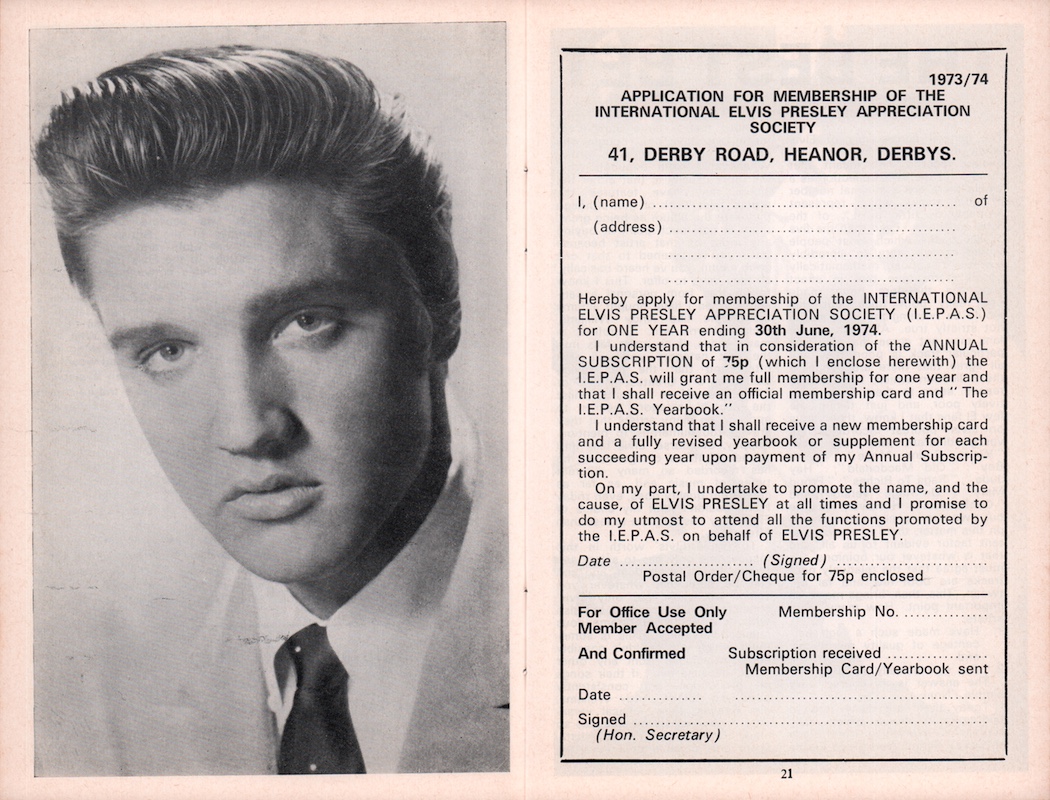 1973/74
APPLICATION FOR MEMBERSHIP OF THE
INTERNATIONAL ELVIS PRESLEY APPRECIATION
SOCIETY
41, DERBY ROAD, HEANOR, DERBYS.
I, (name) .......................................................... of
(address) ......................................................
......................................................
......................................................
Hereby apply for membership of the INTERNATIONAL
ELVIS PRESLEY APPRECIATION SOCIETY (I.E.P.A.S.)
for ONE YEAR ending 30th June, 1974.
I understand that in consideration of the ANNUAL
SUBSCRIPTION of 75p (which I enclose herewith) the
I.E.P.A.S. will grant me full membership for one year and
that I shall receive an official membership card and " The
I.E.P.A.S. Yearbook."
I understand that I shall receive a new membership card
and a fully revised yearbook or supplement for each
succeeding year upon payment of my Annual Subscrip-
tion.
On my part, I undertake to promote the name, and the
cause, of ELVIS PRESLEY at all times and I promise to
do my utmost to attend all the functions promoted by
the I.E.P.A.S. on behalf of ELVIS PRESLEY.
Date .......................... (Signed) .............................
Postal Order/Cheque for 75p enclosed
For Office Use Only Membership No. ................
Member Accepted
And Confirmed Subscription received ...................
Membership Card/Yearbook sent
Date ..................... ................................................
Signed ....................................................................
(Hon. Secretary)
21